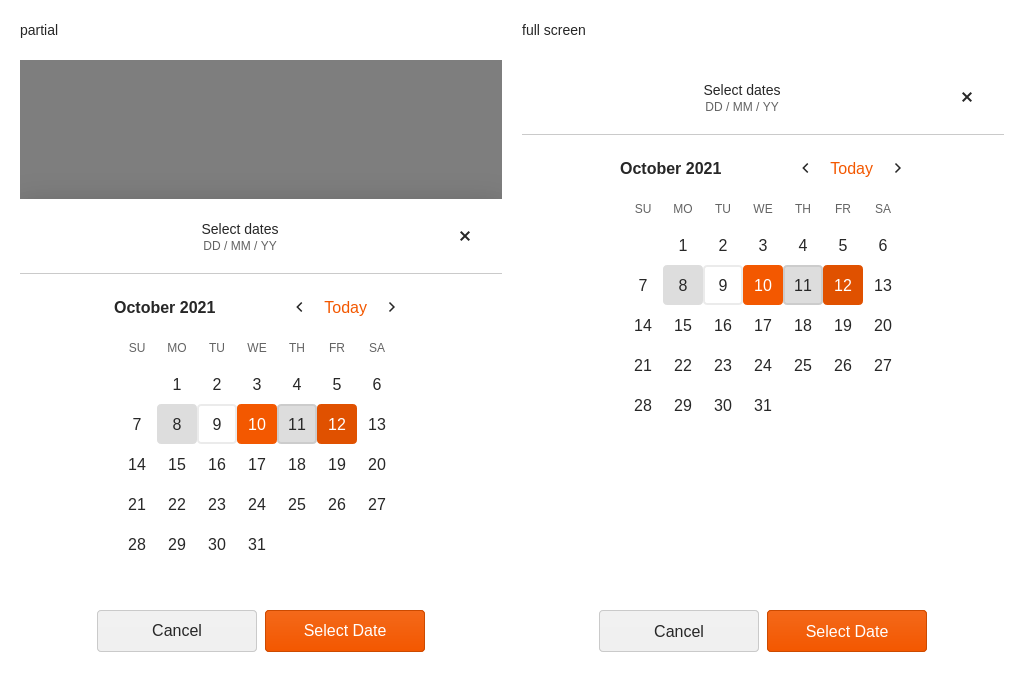 partial
Select dates
DD / MM / YY
October 2021 Today
SU MO TU WE TH FR SA
1 2 3 4 5 6
7 8 9 10 11 12 13
14 15 16 17 18 19 20
21 22 23 24 25 26 27
28 29 30 31
Cancel Select Date
full screen
Select dates
DD / MM / YY
October 2021 Today
SU MO TU WE TH FR SA
1 2 3 4 5 6
7 8 9 10 11 12 13
14 15 16 17 18 19 20
21 22 23 24 25 26 27
28 29 30 31
Cancel Select Date